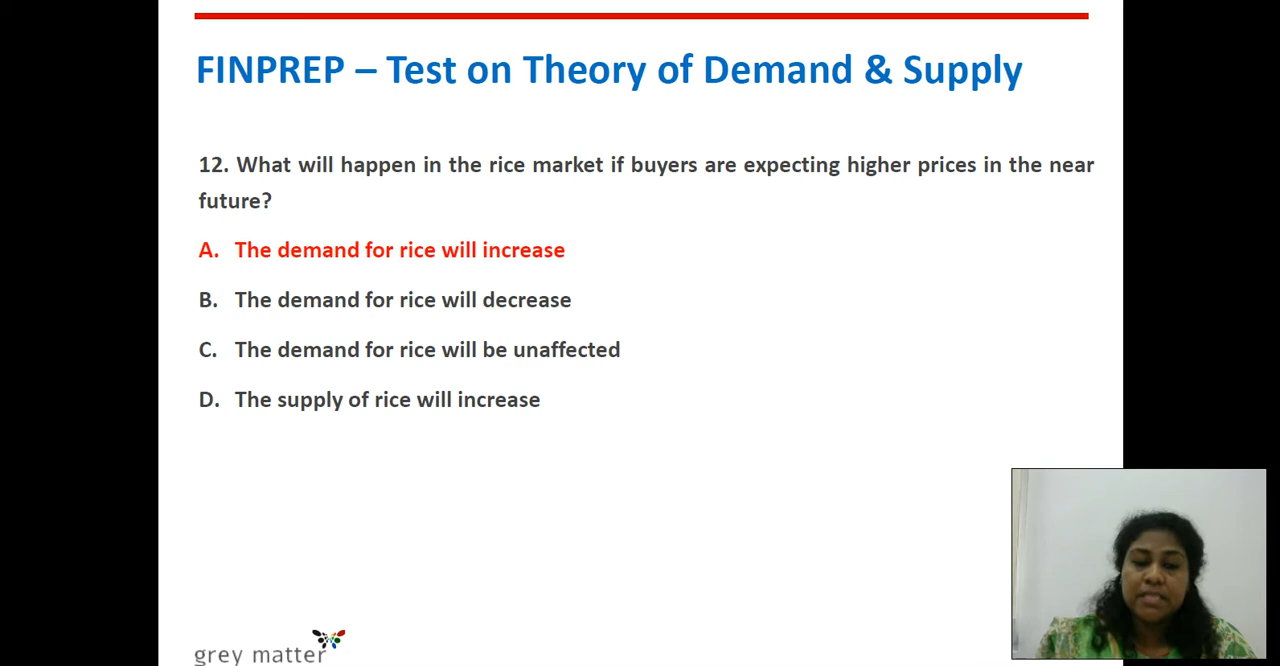 FINPREP – Test on Theory of Demand & Supply
12. What will happen in the rice market if buyers are expecting higher prices in the near
future?
A. The demand for rice will increase
B. The demand for rice will decrease
C. The demand for rice will be unaffected
D. The supply of rice will increase
grey matter